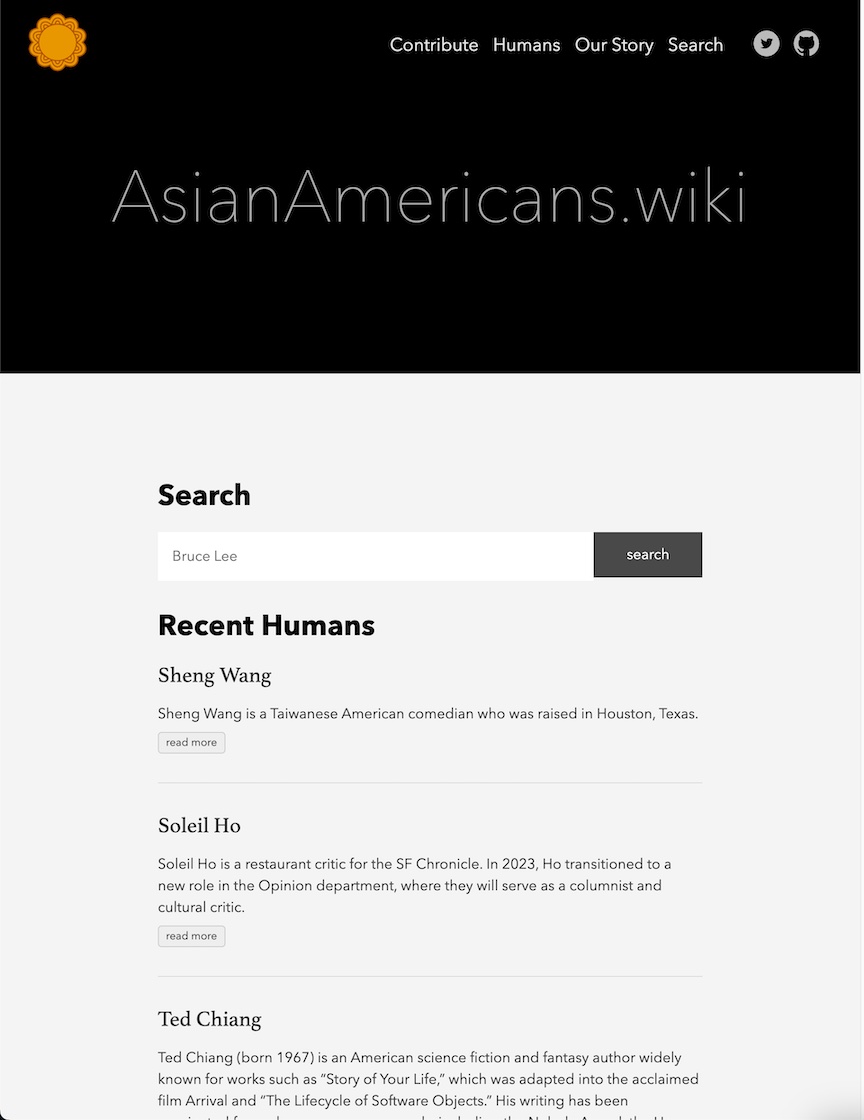 Contribute Humans Our Story Search
AsianAmericans.wiki
Search
Bruce Lee
search
Recent Humans
Sheng Wang
Sheng Wang is a Taiwanese American comedian who was raised in Houston, Texas.
read more
Soleil Ho
Soleil Ho is a restaurant critic for the SF Chronicle. In 2023, Ho transitioned to a
new role in the Opinion department, where they will serve as a columnist and
cultural critic.
read more
Ted Chiang
Ted Chiang (born 1967) is an American science fiction and fantasy author widely
known for works such as “Story of Your Life,” which was adapted into the acclaimed
film Arrival and “The Lifecycle of Software Objects.” His writing has been